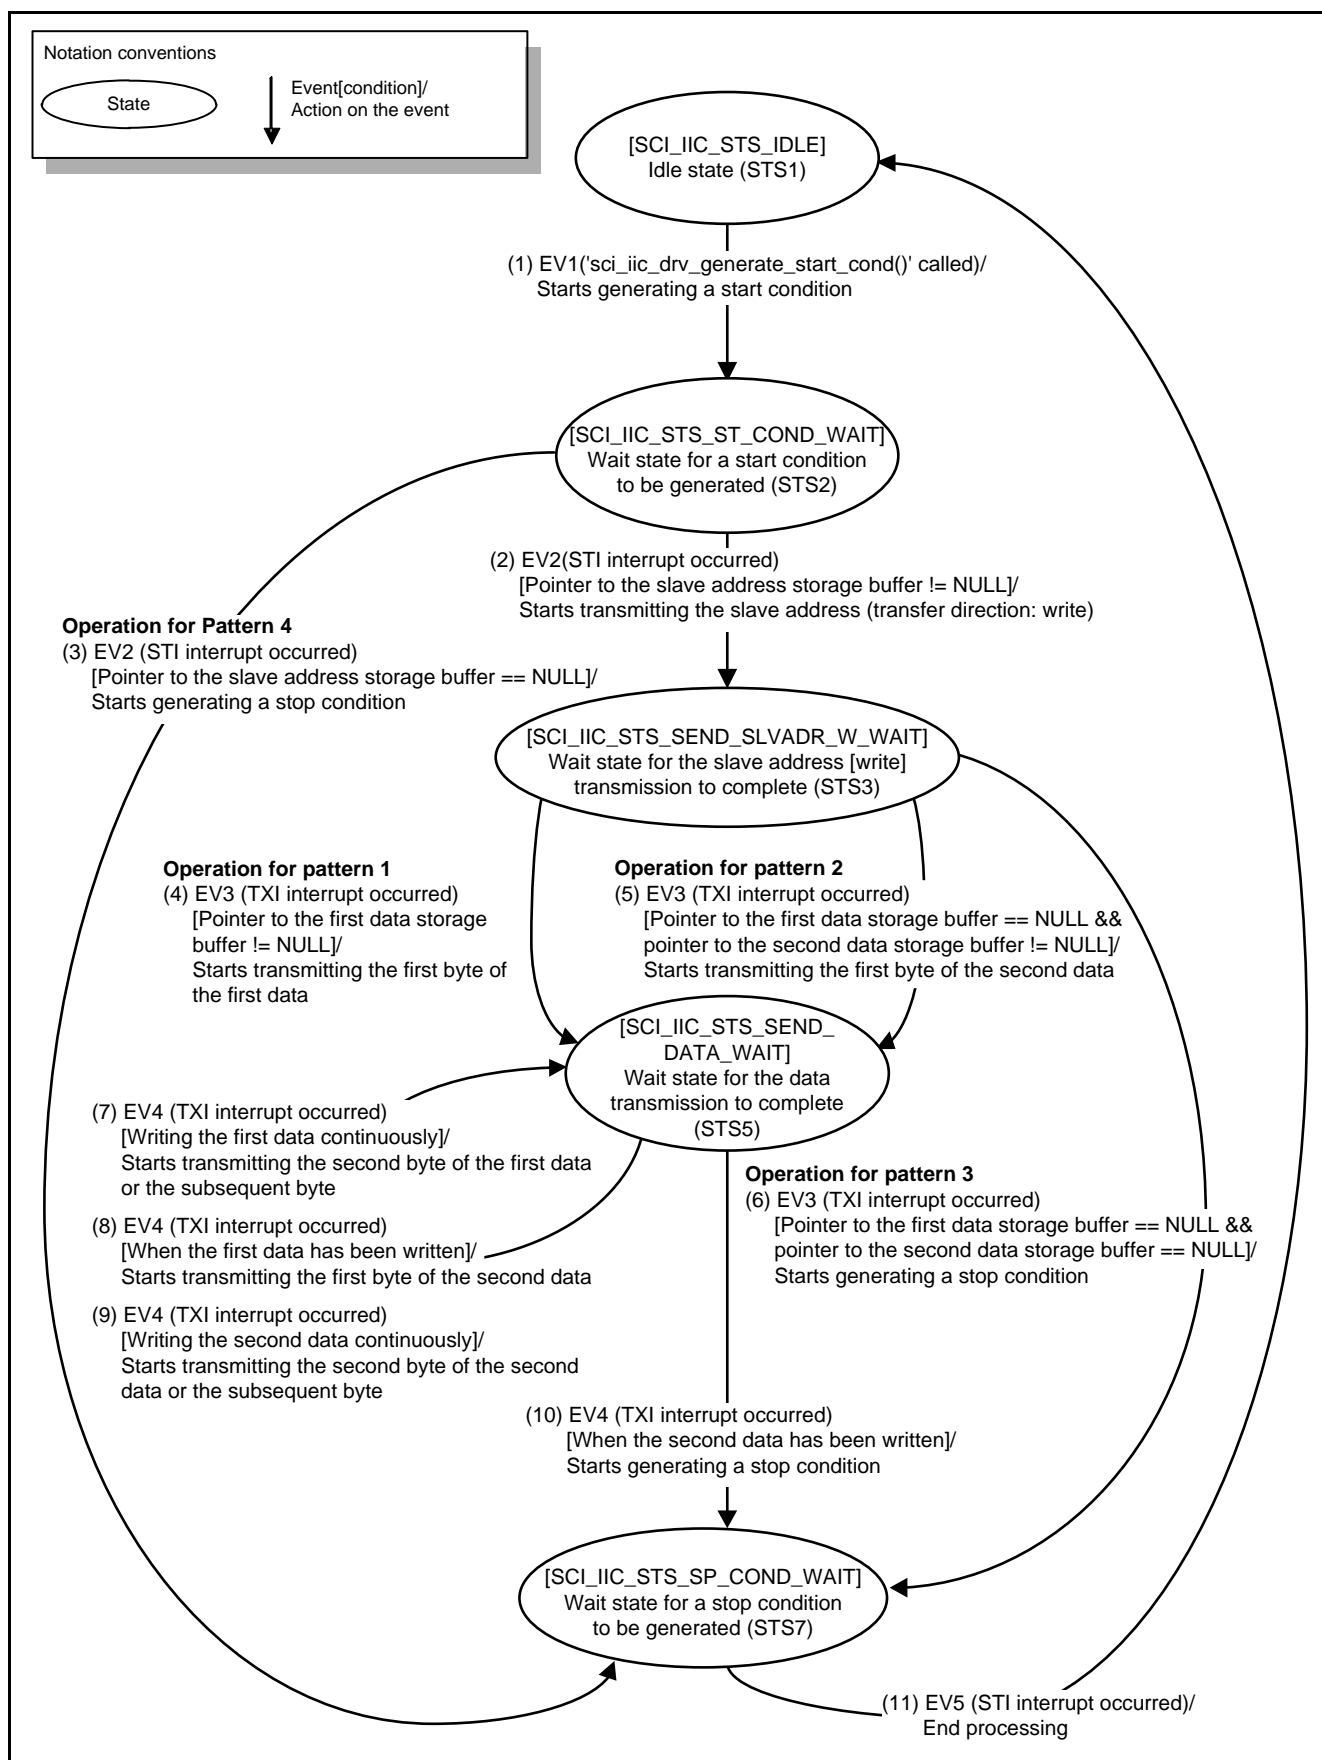 Notation conventions
State
Event[condition]/
Action on the event
[SCI_IIC_STS_IDLE]
Idle state (STS1)
(1) EV1('sci_iic_drv_generate_start_cond()' called)/
Starts generating a start condition
[SCI_IIC_STS_ST_COND_WAIT]
Wait state for a start condition
to be generated (STS2)
(2) EV2(STI interrupt occurred)
[Pointer to the slave address storage buffer != NULL]/
Starts transmitting the slave address (transfer direction: write)
Operation for Pattern 4
(3) EV2 (STI interrupt occurred)
[Pointer to the slave address storage buffer == NULL]/
Starts generating a stop condition
[SCI_IIC_STS_SEND_SLVADR_W_WAIT]
Wait state for the slave address [write]
transmission to complete (STS3)
Operation for pattern 1
(4) EV3 (TXI interrupt occurred)
[Pointer to the first data storage
buffer != NULL]/
Starts transmitting the first byte of
the first data
Operation for pattern 2
(5) EV3 (TXI interrupt occurred)
[Pointer to the first data storage buffer == NULL &&
pointer to the second data storage buffer != NULL]/
Starts transmitting the first byte of the second data
[SCI_IIC_STS_SEND_
DATA_WAIT]
Wait state for the data
transmission to complete
(STS5)
(7) EV4 (TXI interrupt occurred)
[Writing the first data continuously]/
Starts transmitting the second byte of the first data
or the subsequent byte
(8) EV4 (TXI interrupt occurred)
[When the first data has been written]/
Starts transmitting the first byte of the second data
(9) EV4 (TXI interrupt occurred)
[Writing the second data continuously]/
Starts transmitting the second byte of the second
data or the subsequent byte
Operation for pattern 3
(6) EV3 (TXI interrupt occurred)
[Pointer to the first data storage buffer == NULL &&
pointer to the second data storage buffer == NULL]/
Starts generating a stop condition
(10) EV4 (TXI interrupt occurred)
[When the second data has been written]/
Starts generating a stop condition
[SCI_IIC_STS_SP_COND_WAIT]
Wait state for a stop condition
to be generated (STS7)
(11) EV5 (STI interrupt occurred)/
End processing